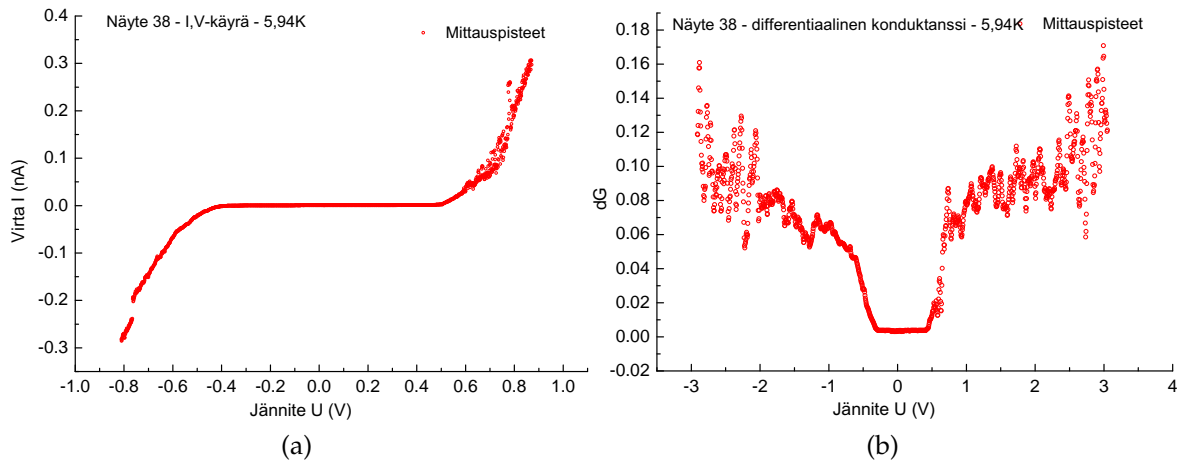 Näyte 38 - I,V-käyrä - 5,94K
Mittauspisteet
0.4
0.3
0.2
0.1
0.0
-0.1
-0.2
-0.3
Virta I (nA)
-1.0 -0.8 -0.6 -0.4 -0.2 0.0 0.2 0.4 0.6 0.8 1.0
Jännite U (V)
(a)
Näyte 38 - differentiaalinen konduktanssi - 5,94K
Mittauspisteet
0.18
0.16
0.14
0.12
0.10
0.08
0.06
0.04
0.02
0.00
-0.02
dG
-3 -2 -1 0 1 2 3 4
Jännite U (V)
(b)